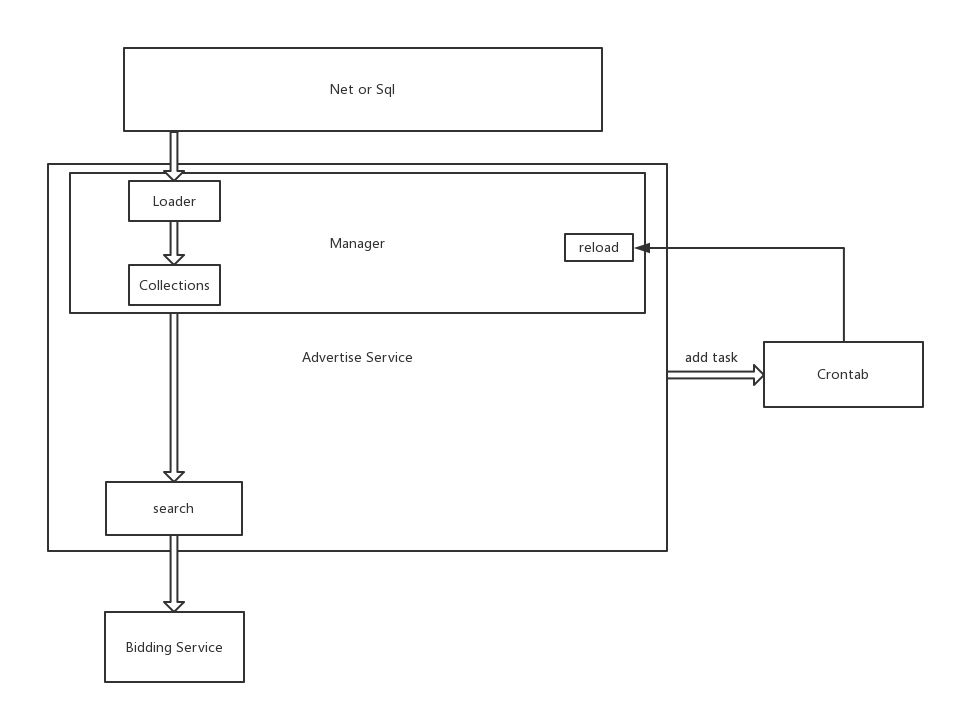 Net or Sql
Loader
Manager
reload
Collections
Advertise Service
add task
Crontab
search
Bidding Service